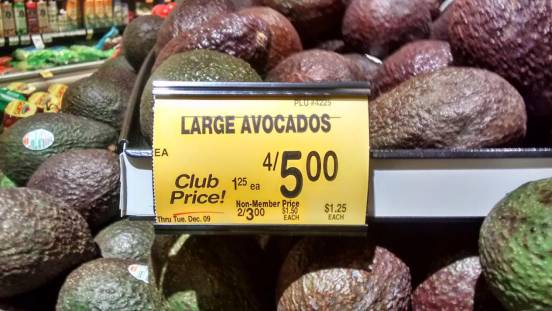 PLU #4225
LARGE AVOCADOS
EA
4/5.00
Club Price!
1.25 ea
Non-Member Price
2/3.00
$1.50 EACH
$1.25 EACH
Thru Tue. Dec. 09